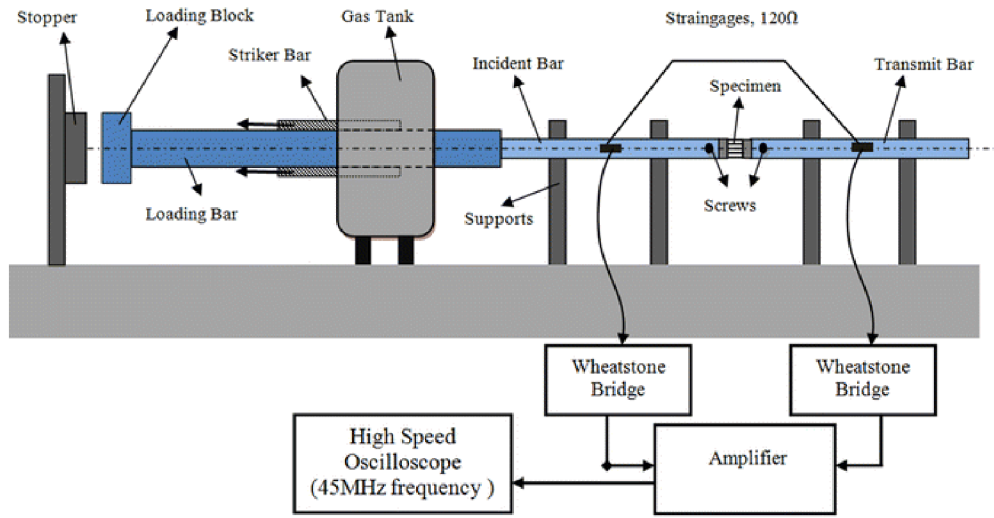 Stopper
Loading Block
Gas Tank
Straingages, 120Ω
Striker Bar
Incident Bar
Specimen
Transmit Bar
Loading Bar
Supports
Screws
Wheatstone
Bridge
Wheatstone
Bridge
High Speed
Oscilloscope
(45MHz frequency )
Amplifier